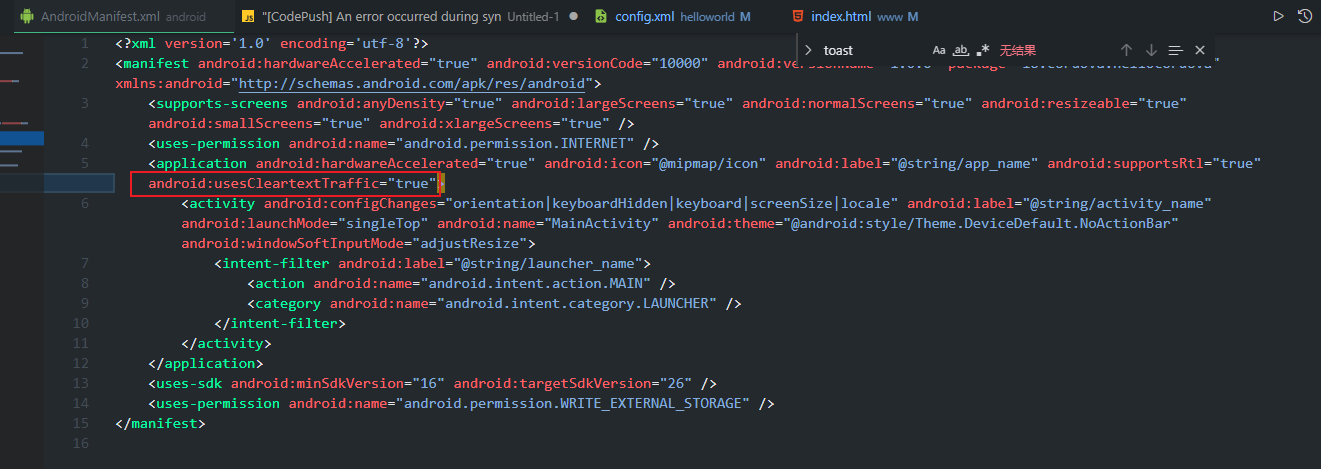 AndroidManifest.xml android
JS "[CodePush] An error occurred during syn Untitled-1
config.xml helloworld M
index.html www M
toast Aa ab 无结果
1 <?xml version='1.0' encoding='utf-8'?>
2 <manifest android:hardwareAccelerated="true" android:versionCode="10000"
xmlns:android="http://schemas.android.com/apk/res/android">
3 <supports-screens android:anyDensity="true" android:largeScreens="true" android:normalScreens="true" android:resizeable="true"
android:smallScreens="true" android:xlargeScreens="true" />
4 <uses-permission android:name="android.permission.INTERNET" />
5 <application android:hardwareAccelerated="true" android:icon="@mipmap/icon" android:label="@string/app_name" android:supportsRtl="true"
android:usesCleartextTraffic="true"
6 <activity android:configChanges="orientation|keyboardHidden|keyboard|screenSize|locale" android:label="@string/activity_name"
android:launchMode="singleTop" android:name="MainActivity" android:theme="@android:style/Theme.DeviceDefault.NoActionBar"
android:windowSoftInputMode="adjustResize">
7 <intent-filter android:label="@string/launcher_name">
8 <action android:name="android.intent.action.MAIN" />
9 <category android:name="android.intent.category.LAUNCHER" />
10 </intent-filter>
11 </activity>
12 </application>
13 <uses-sdk android:minSdkVersion="16" android:targetSdkVersion="26" />
14 <uses-permission android:name="android.permission.WRITE_EXTERNAL_STORAGE" />
15 </manifest>
16